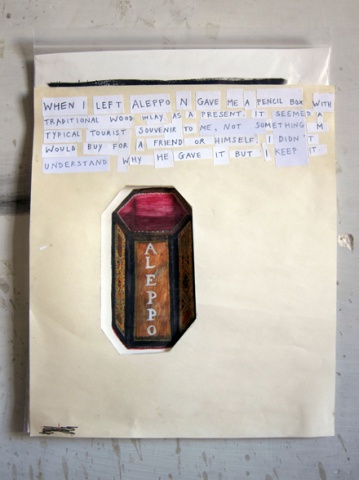 WHEN I LEFT ALEPPO N GAVE ME A PENCIL BOX WITH
TRADITIONAL WOOD INLAY AS A PRESENT. IT SEEMED A
TYPICAL TOURIST SOUVENIR TO ME, NOT SOMETHING M
WOULD BUY FOR A FRIEND OR HIMSELF. I DIDN'T
UNDERSTAND WHY HE GAVE IT BUT I KEEP IT.
ALEPPO